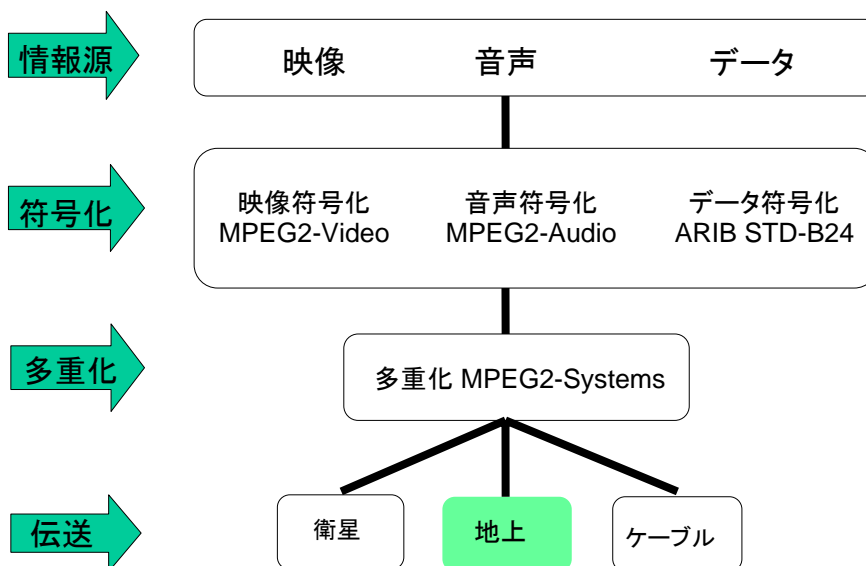 情報源
映像 音声 データ
符号化
映像符号化 音声符号化 データ符号化
MPEG2-Video MPEG2-Audio ARIB STD-B24
多重化
多重化 MPEG2-Systems
伝送
衛星 地上 ケーブル